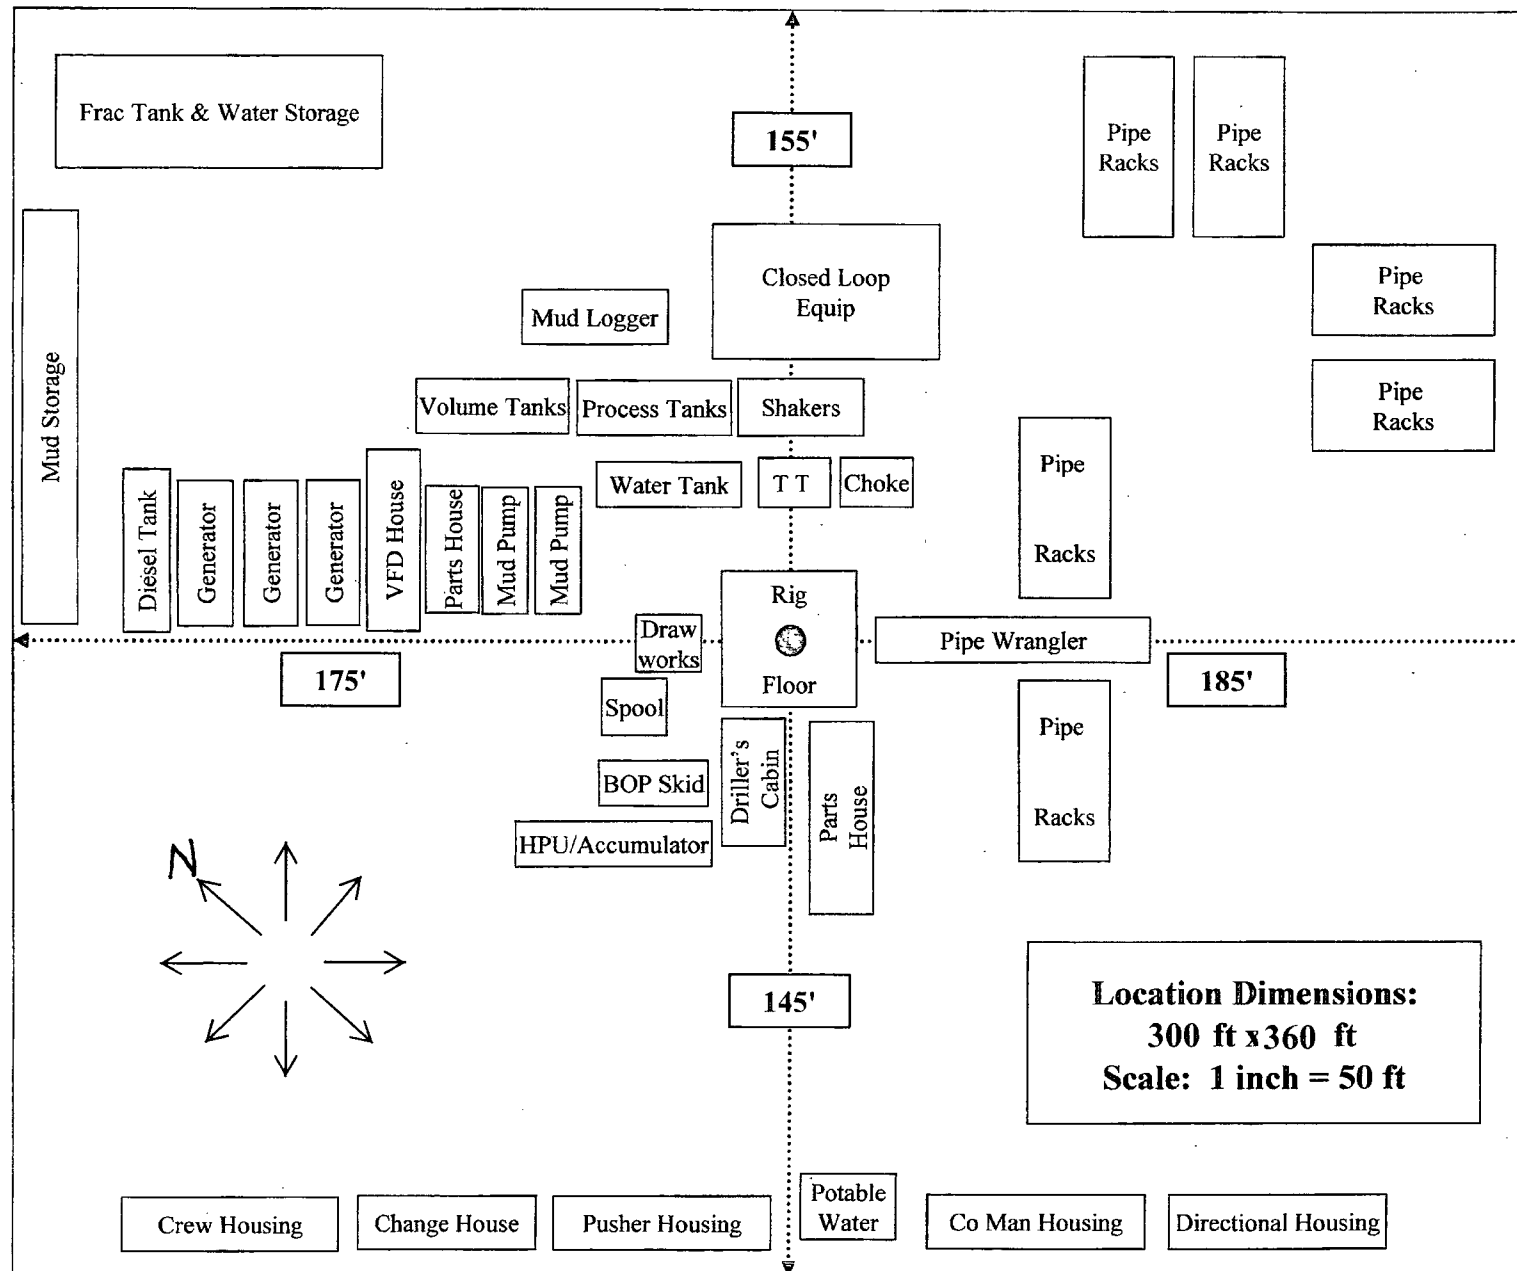 Frac Tank & Water Storage
155'
Pipe
Racks
Pipe
Racks
Closed Loop
Equip
Pipe
Racks
Mud Logger
Mud Storage
Volume Tanks
Process Tanks
Shakers
Pipe
Racks
Pipe
Racks
Water Tank
T T
Choke
Diesel Tank
Generator
Generator
Generator
VFD House
Parts House
Mud Pump
Mud Pump
Rig
Floor
Draw
works
Pipe Wrangler
175'
185'
Spool
Pipe
Racks
Driller's
Cabin
Parts
House
BOP Skid
HPU/Accumulator
N
145'
Location Dimensions:
300 ft x 360 ft
Scale: 1 inch = 50 ft
Crew Housing
Change House
Pusher Housing
Potable
Water
Co Man Housing
Directional Housing